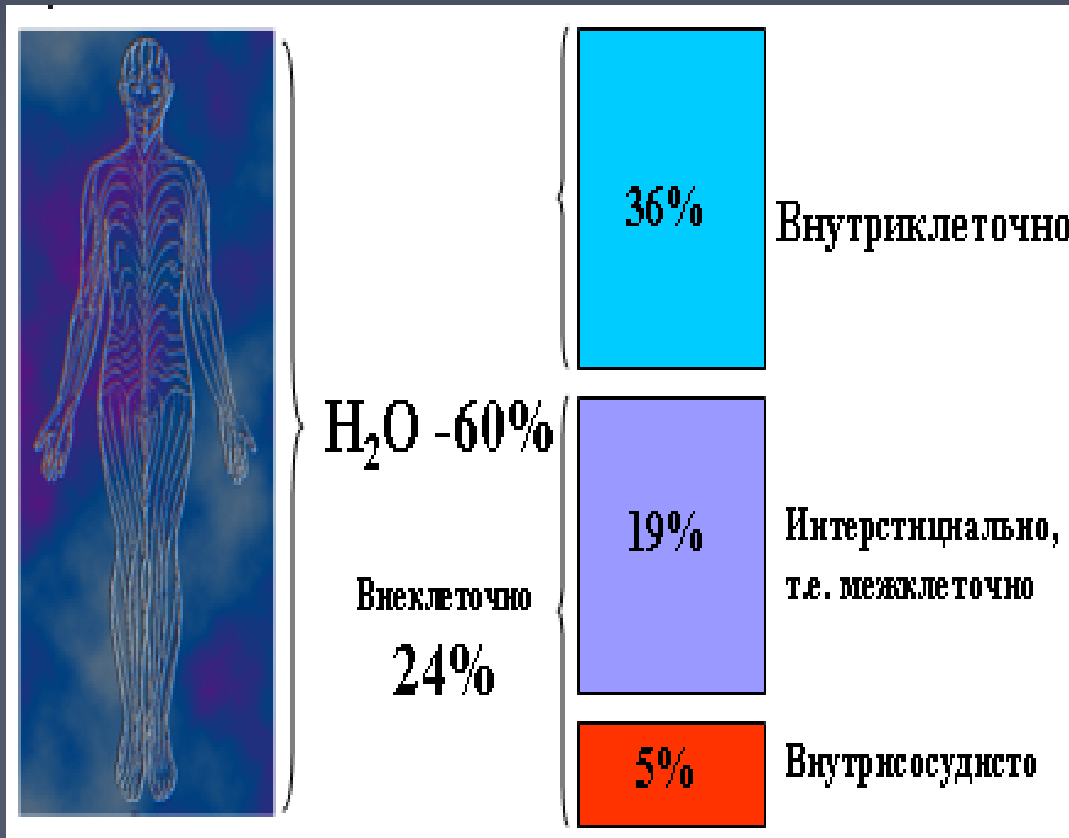 36%
Внутриклеточно
H₂O -60%
19%
Интерстициально,
т.е. межклеточно
Внеклеточно
24%
5%
Внутрисосудисто